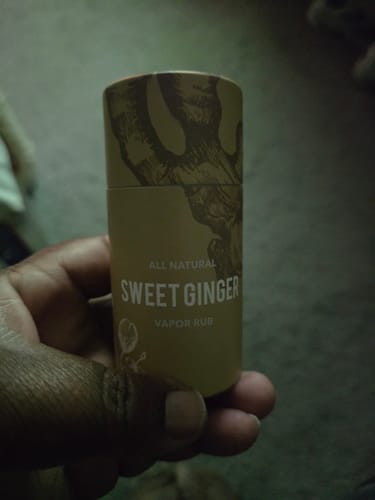 ALL NATURAL
SWEET GINGER
VAPOR RUB